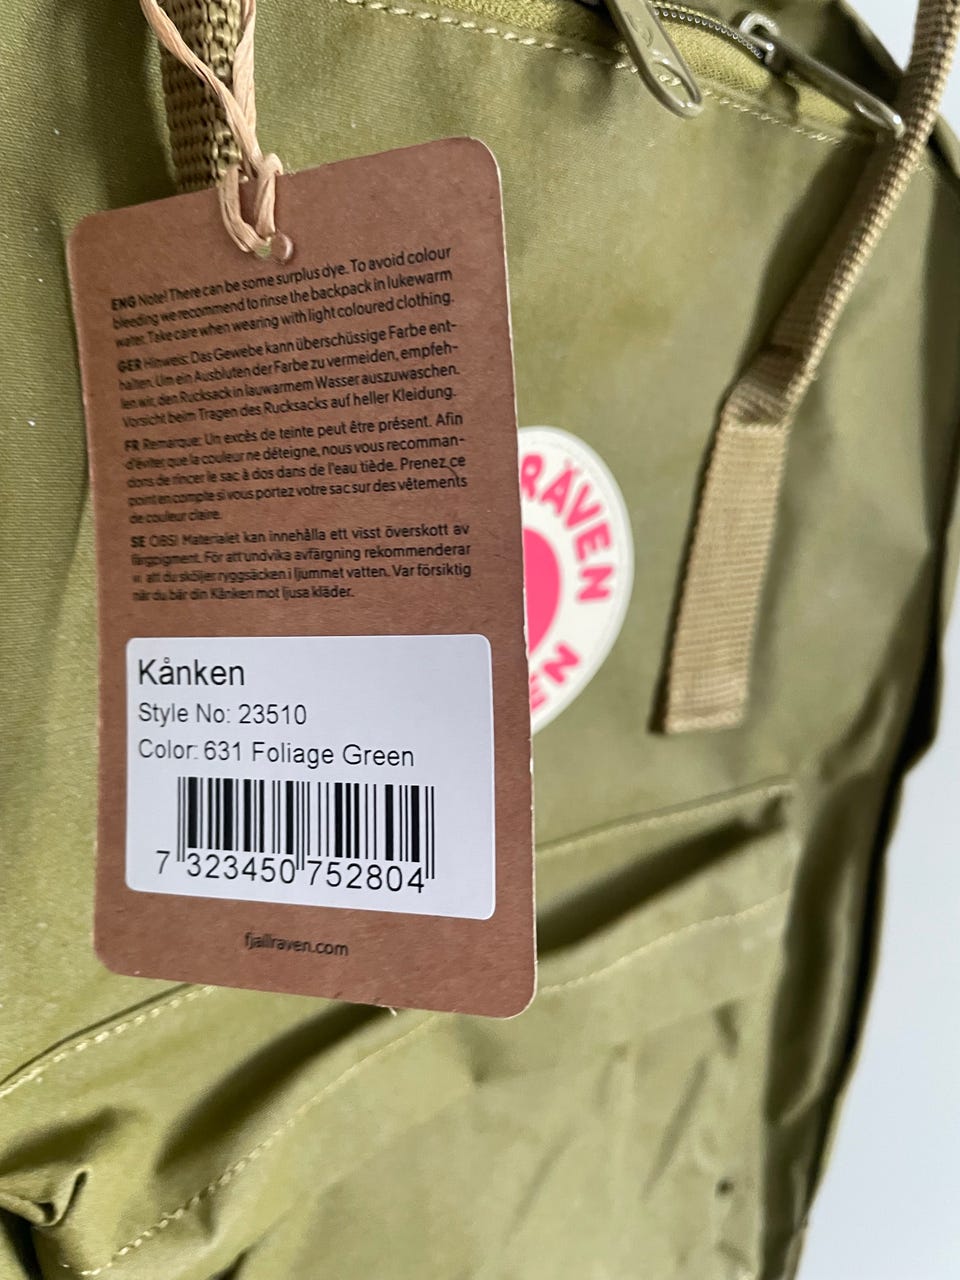 ENG Note! There can be some surplus dye. To avoid colour
bleeding we recommend to rinse the backpack in lukewarm
water. Take care when wearing with light coloured clothing.
GER Hinweis: Das Gewebe kann überschüssige Farbe ent-
halten. Um ein Ausbluten der Farbe zu vermeiden, empfeh-
len wir, den Rucksack in lauwarmem Wasser auszuwaschen.
Vorsicht beim Tragen des Rucksacks auf heller Kleidung.
FR Remarque: Un excès de teinte peut être présent. Afin
d'éviter que la couleur ne déteigne, nous vous recomman-
dons de rincer le sac à dos dans de l'eau tiède. Prenez ce
point en compte si vous portez votre sac sur des vêtements
de couleur claire.
SE OBS! Materialet kan innehålla ett visst överskott av
färgpigment. För att undvika avfärgning rekommenderar
vi att du sköljer ryggsäcken i ljummet vatten. Var försiktig
när du bär din Kånken mot ljusa kläder.
RÄVEN
Kånken
Style No: 23510
Color: 631 Foliage Green
7 323450 752804
fjallraven.com